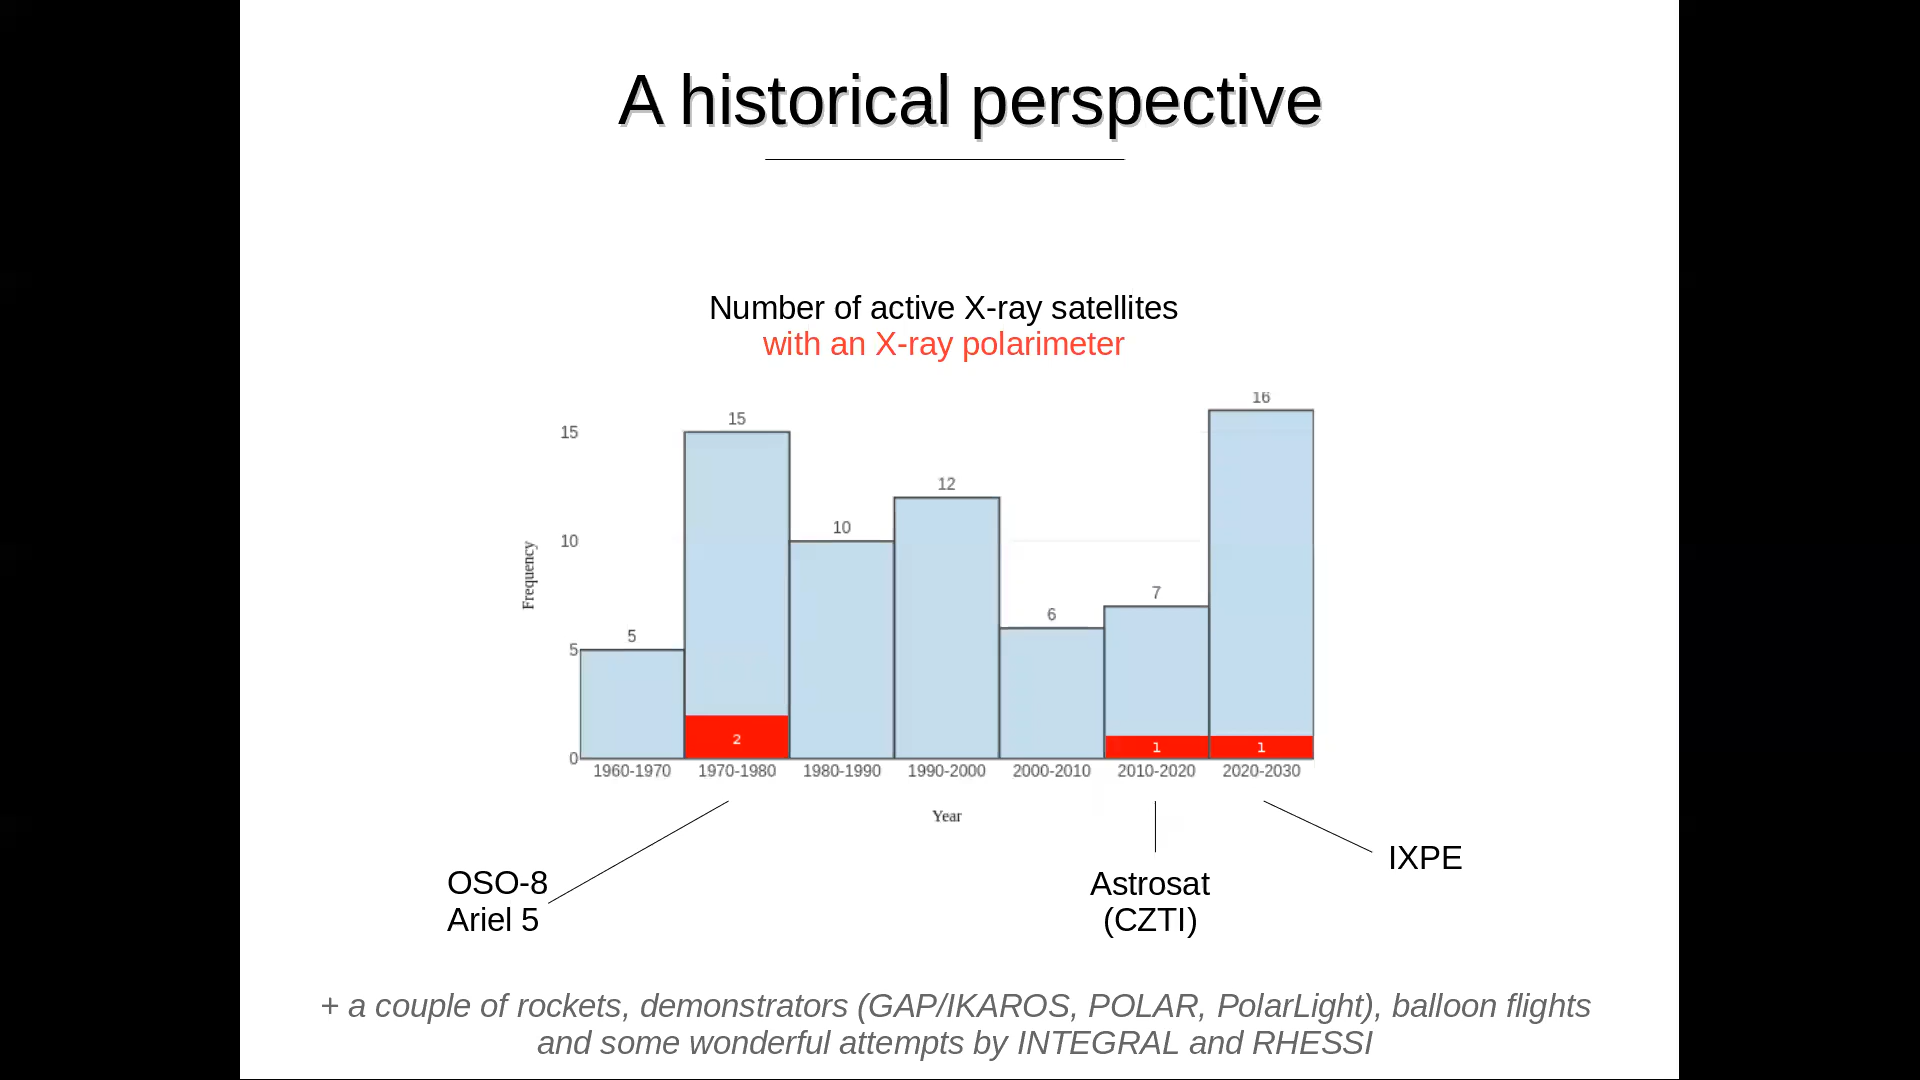 A historical perspective
Number of active X-ray satellites
with an X-ray polarimeter
16
15
15
12
10
10
7
6
5
5
Frequency
2
1
1
0
1960-1970 1970-1980 1980-1990 1990-2000 2000-2010 2010-2020 2020-2030
Year
IXPE
OSO-8
Ariel 5
Astrosat
(CZTI)
+ a couple of rockets, demonstrators (GAP/IKAROS, POLAR, PolarLight), balloon flights
and some wonderful attempts by INTEGRAL and RHESSI